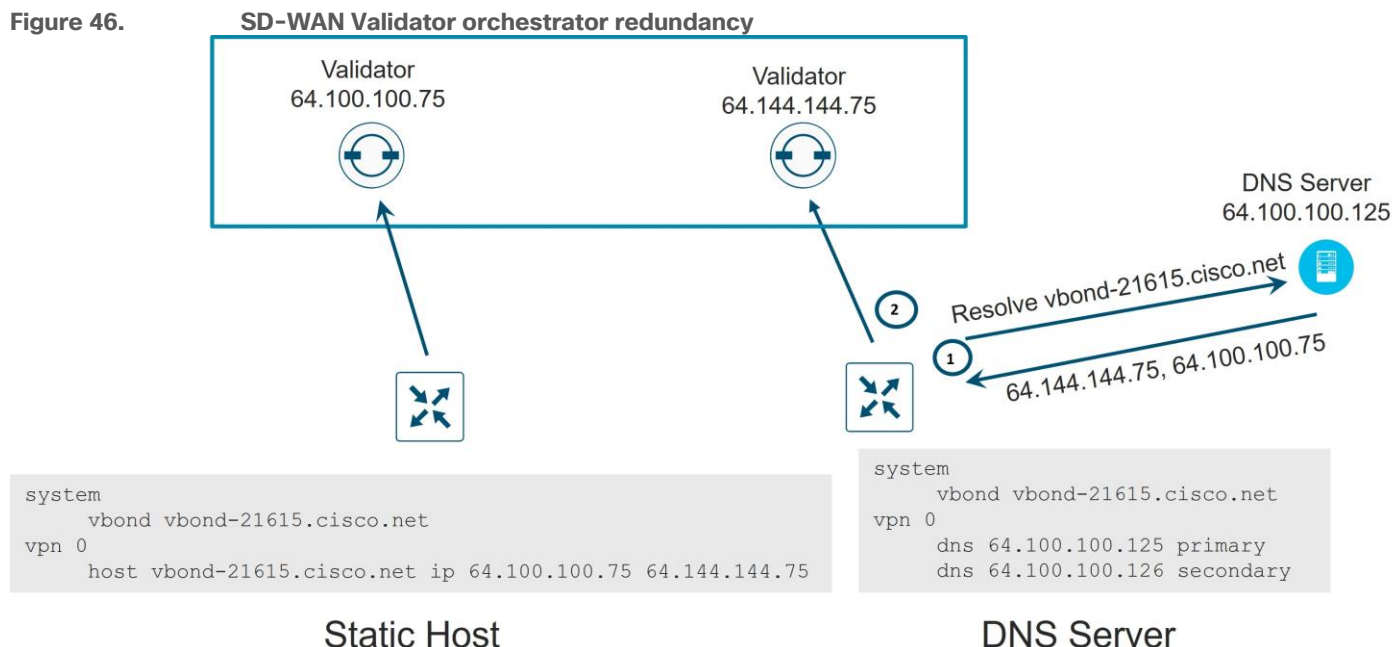 Figure 46. SD-WAN Validator orchestrator redundancy
Validator
64.100.100.75
Validator
64.144.144.75
DNS Server
64.100.100.125
Resolve vbond-21615.cisco.net
2
1
64.144.144.75, 64.100.100.75
system
vbond vbond-21615.cisco.net
vpn 0
host vbond-21615.cisco.net ip 64.100.100.75 64.144.144.75
system
vbond vbond-21615.cisco.net
vpn 0
dns 64.100.100.125 primary
dns 64.100.100.126 secondary
Static Host
DNS Server